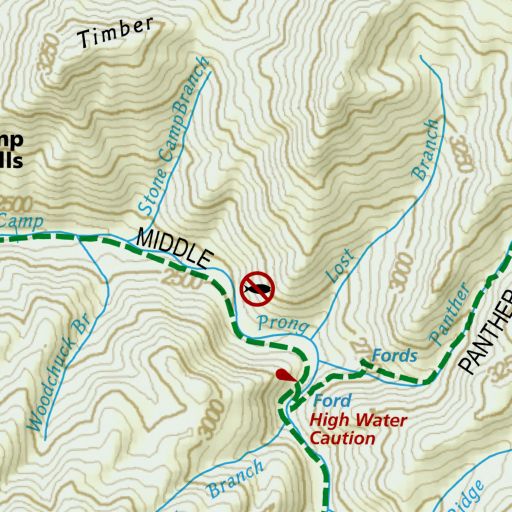 Timber
3250
mp
lls
2500
Camp
Stone Camp Branch
MIDDLE
2500
Branch
3250
Lost
3000
Prong
Panther
PANTHER
Fords
Woodchuck Br
3000
Ford
High Water
Caution
Branch
Ridge